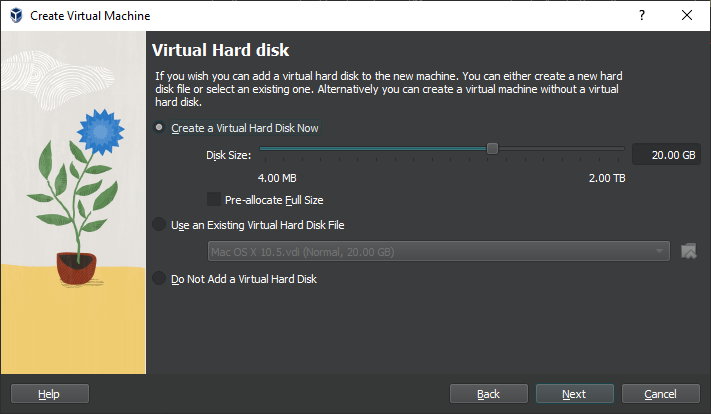 Create Virtual Machine
?
Virtual Hard disk
If you wish you can add a virtual hard disk to the new machine. You can either create a new hard
disk file or select an existing one. Alternatively you can create a virtual machine without a virtual
hard disk.
Create a Virtual Hard Disk Now
Disk Size:
20.00 GB
4.00 MB
2.00 TB
Pre-allocate Full Size
Use an Existing Virtual Hard Disk File
Mac OS X 10.5.vdi (Normal, 20.00 GB)
Do Not Add a Virtual Hard Disk
Help
Back
Next
Cancel